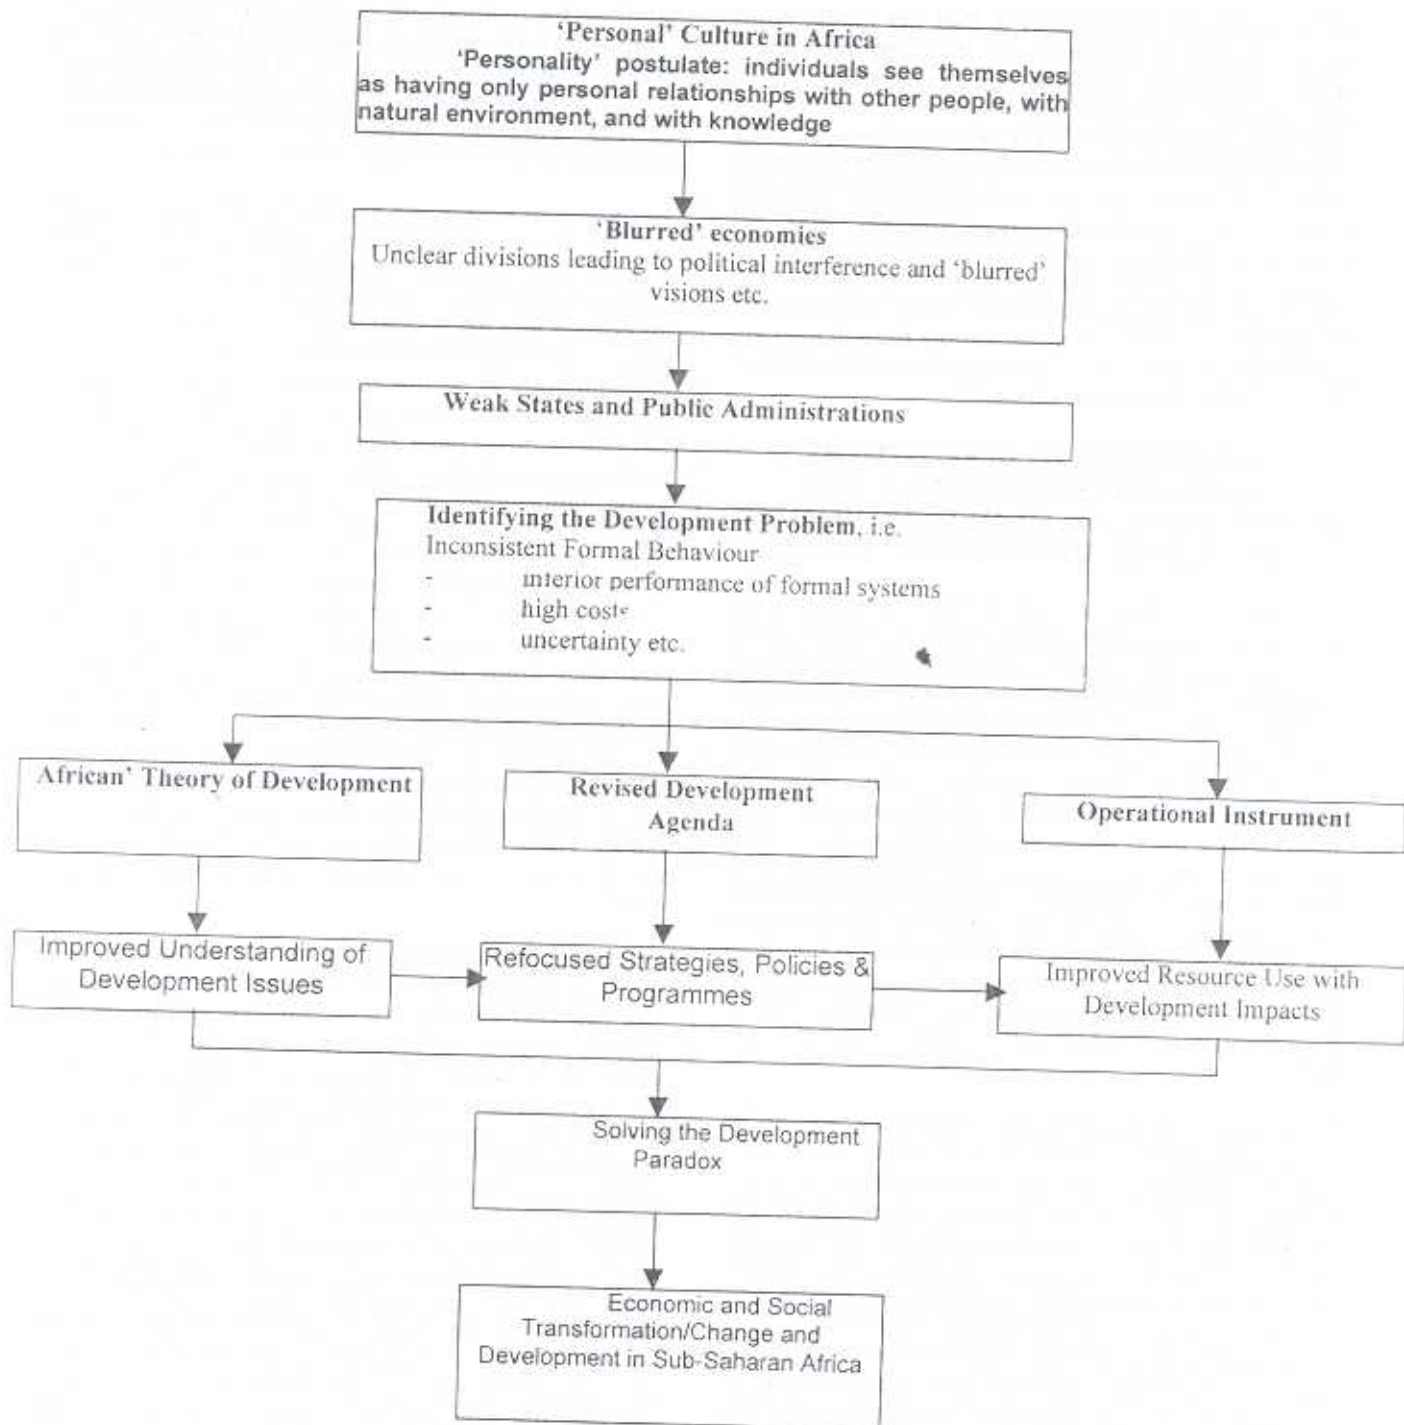 ‘Personal’ Culture in Africa
‘Personality’ postulate: individuals see themselves
as having only personal relationships with other people, with
natural environment, and with knowledge
‘Blurred’ economies
Unclear divisions leading to political interference and ‘blurred’
visions etc.
Weak States and Public Administrations
Identifying the Development Problem, i.e.
Inconsistent Formal Behaviour
- interior performance of formal systems
- high costs
- uncertainty etc.
African’ Theory of Development
Revised Development
Agenda
Operational Instrument
Improved Understanding of
Development Issues
Refocused Strategies, Policies &
Programmes
Improved Resource Use with
Development Impacts
Solving the Development
Paradox
Economic and Social
Transformation/Change and
Development in Sub-Saharan Africa